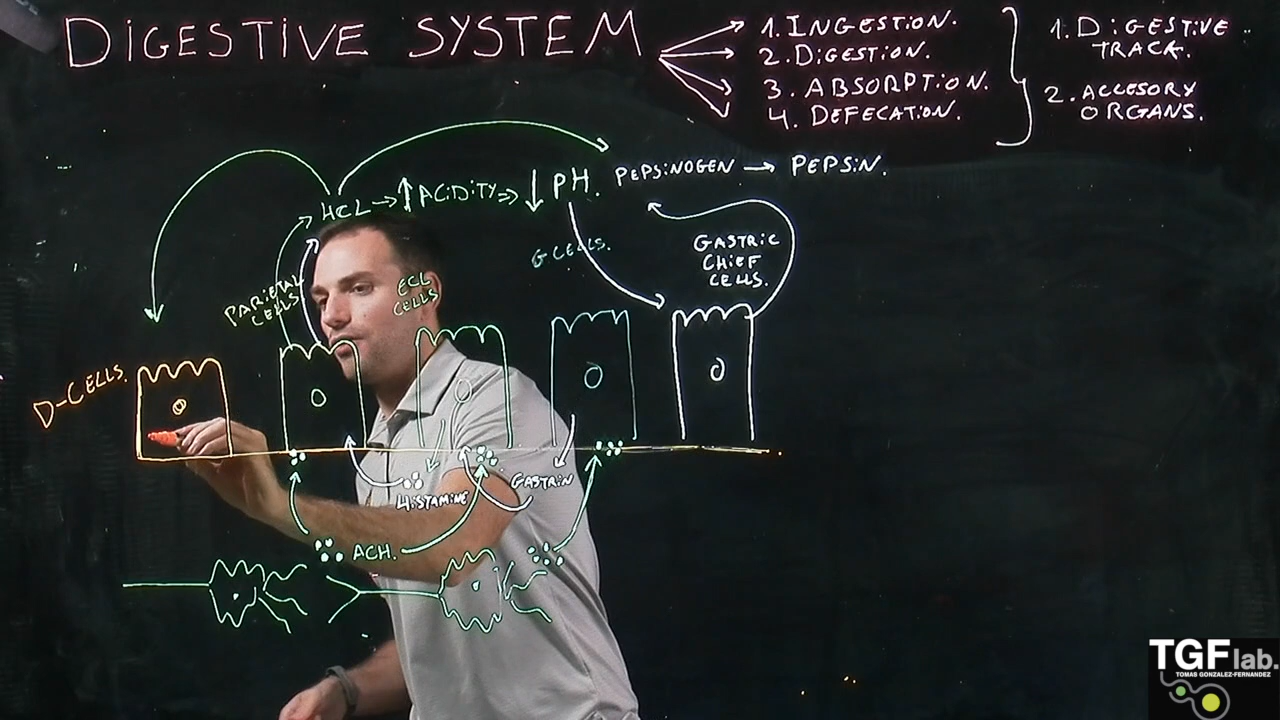 DIGESTIVE SYSTEM
1. INGESTION.
2. DIGESTION.
3. ABSORPTION.
4. DEFECATION.
1. DIGESTIVE
TRACK.
2. ACCESORY
ORGANS.
HCL → ↑ ACIDITY ⇒ ↓ PH.
PEPSINOGEN → PEPSIN.
PARIETAL
CELLS
ECL
CELLS
G CELLS.
GASTRIC
CHIEF
CELLS.
D-CELLS.
HISTAMINE
GASTRIN
ACH.
TGFlab.
TOMAS GONZALEZ-FERNANDEZ